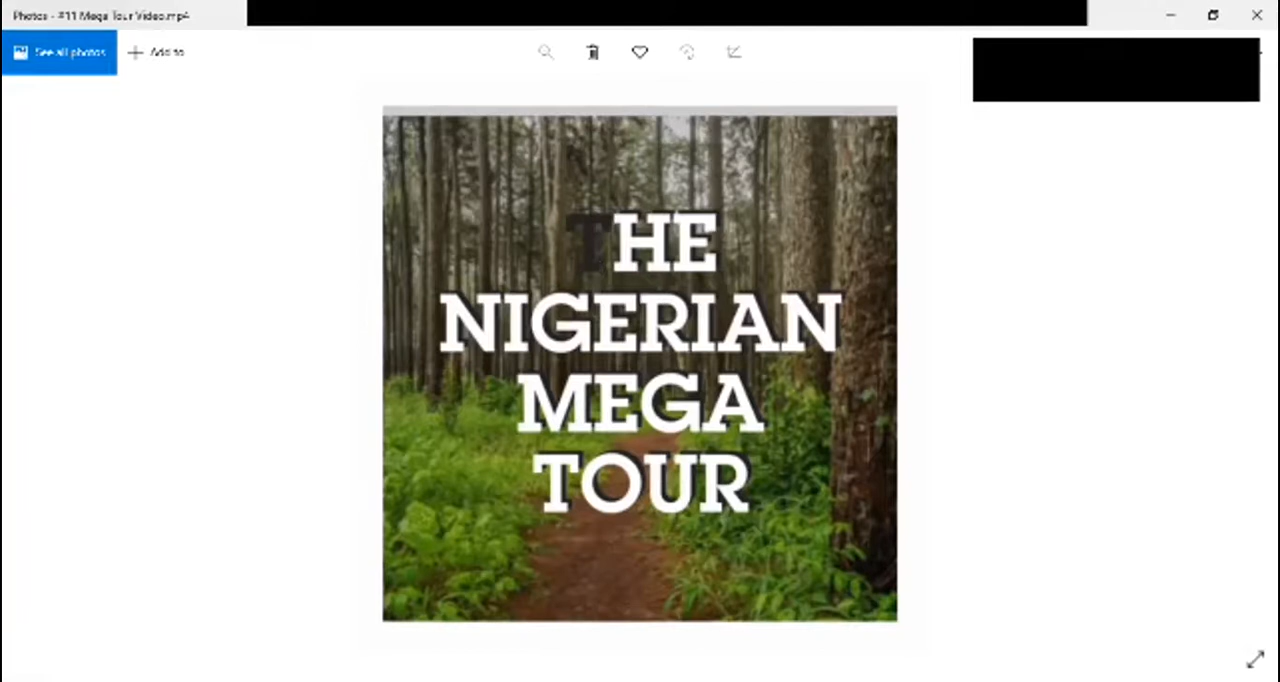 Photos - #11 Mega Tour Video.mp4
See all photos
Add to
THE
NIGERIAN
MEGA
TOUR